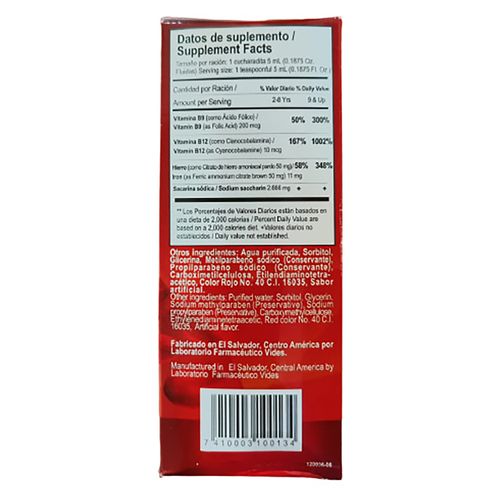 Datos de suplemento /
Supplement Facts
Tamaño por ración: 1 cucharadita 5 mL (0.1875 Oz.
Fluidas) Serving size: 1 teaspoonful 5 mL (0.1875 Fl. Oz.)
Cantidad por Ración / % Valor Diario % Daily Value
Amount per Serving 2-8 Yrs 9 & Up
Vitamina B9 (como Ácido Fólico) / 50% 300%
Vitamin B9 (as Folic Acid) 200 mcg
Vitamina B12 (como Cianocobalamina) / 167% 1002%
Vitamin B12 (as Cyanocobalamin) 10 mcg
Hierro (como Citrato de hierro amoniacal pardo 50 mg) / 58% 348%
Iron (as Ferric ammonium citrate brown 50 mg) 11 mg
Sacarina sódica / Sodium saccharin 2.666 mg + +
** Los Porcentajes de Valores Diarios están basados en
una dieta de 2,000 calorías / Percent Daily Value are
based on a 2,000 calories diet. +Valores diarios no
establecidos / Daily value not established.
Otros ingredientes: Agua purificada, Sorbitol,
Glicerina, Metilparabeno sódico (Conservante),
Propilparabeno sódico (Conservante),
Carboximetilcelulosa, Etilendiaminotetra-
acético, Color Rojo No. 40 C.I. 16035, Sabor
artificial.
Other ingredients: Purified water, Sorbitol, Glycerin,
Sodium methylparaben (Preservative), Sodium
propylparaben (Preservative), Carboxymethylcellulose,
Ethylenediaminetetraacetic, Red color No. 40 C.I.
16035, Artificial flavor.
Fabricado en El Salvador, Centro América por
Laboratorio Farmacéutico Vides.
Manufactured in El Salvador, Central America by
Laboratorio Farmacéutico Vides.
7 410003 100134